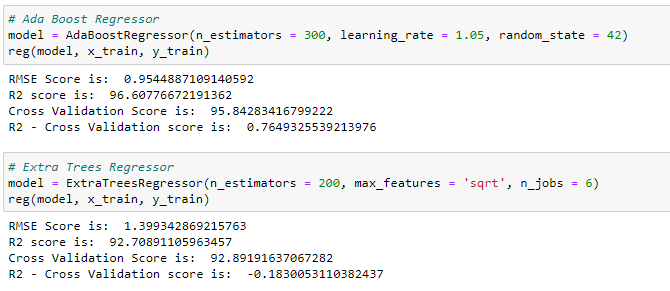 # Ada Boost Regressor
model = AdaBoostRegressor(n_estimators = 300, learning_rate = 1.05, random_state = 42)
reg(model, x_train, y_train)
RMSE Score is:  0.9544887109140592
R2 score is:  96.60776672191362
Cross Validation Score is:  95.84283416799222
R2 - Cross Validation score is:  0.7649325539213976
# Extra Trees Regressor
model = ExtraTreesRegressor(n_estimators = 200, max_features = 'sqrt', n_jobs = 6)
reg(model, x_train, y_train)
RMSE Score is:  1.399342869215763
R2 score is:  92.70891105963457
Cross Validation Score is:  92.89191637067282
R2 - Cross Validation score is:  -0.1830053110382437